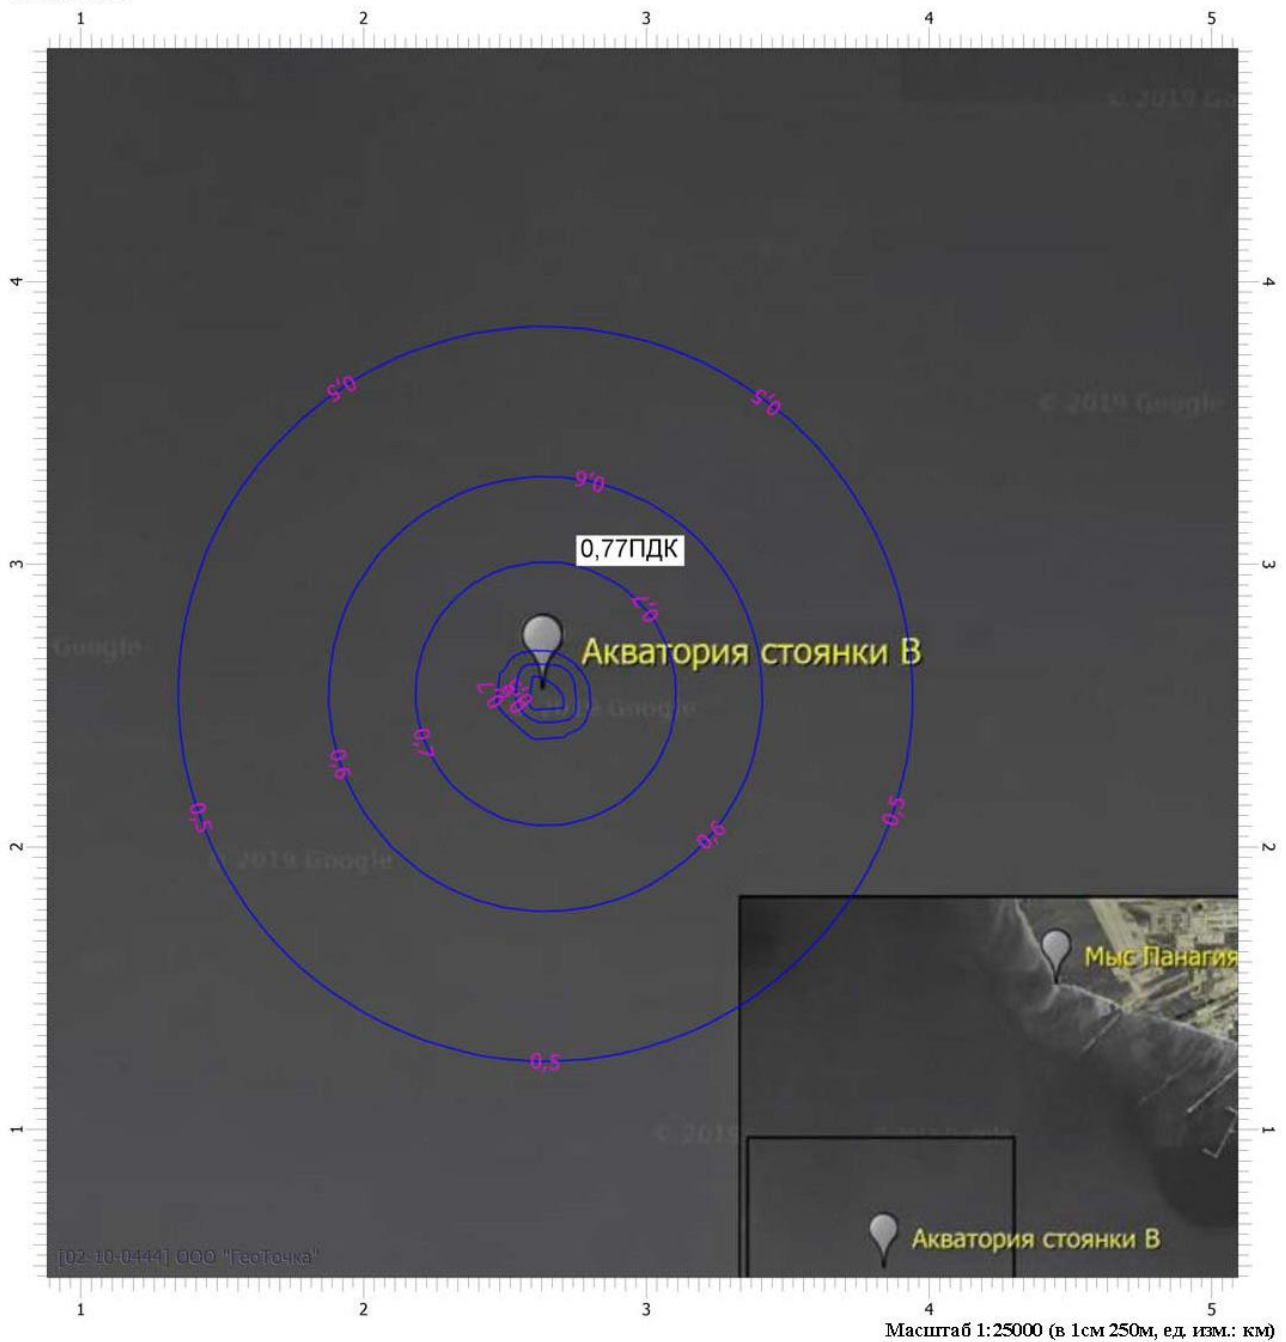 1 2 3 4 5
© 2019 Go
4 4
0,5 0,5
© 2019 Google
0,6
0,77ПДК
3 3
0,7
Google
Акватория стоянки В
0,7
2019 Google
0,7
0,6
0,5 0,6 0,5
2 2
© 2019 Google
Мыс Панагия
0,5
1 1
© 2019
Акватория стоянки В
[02-10-0444] ООО "ГеоТочка"
1 2 3 4 5
Масштаб 1:25000 (в 1см 250м, ед. изм.: км)